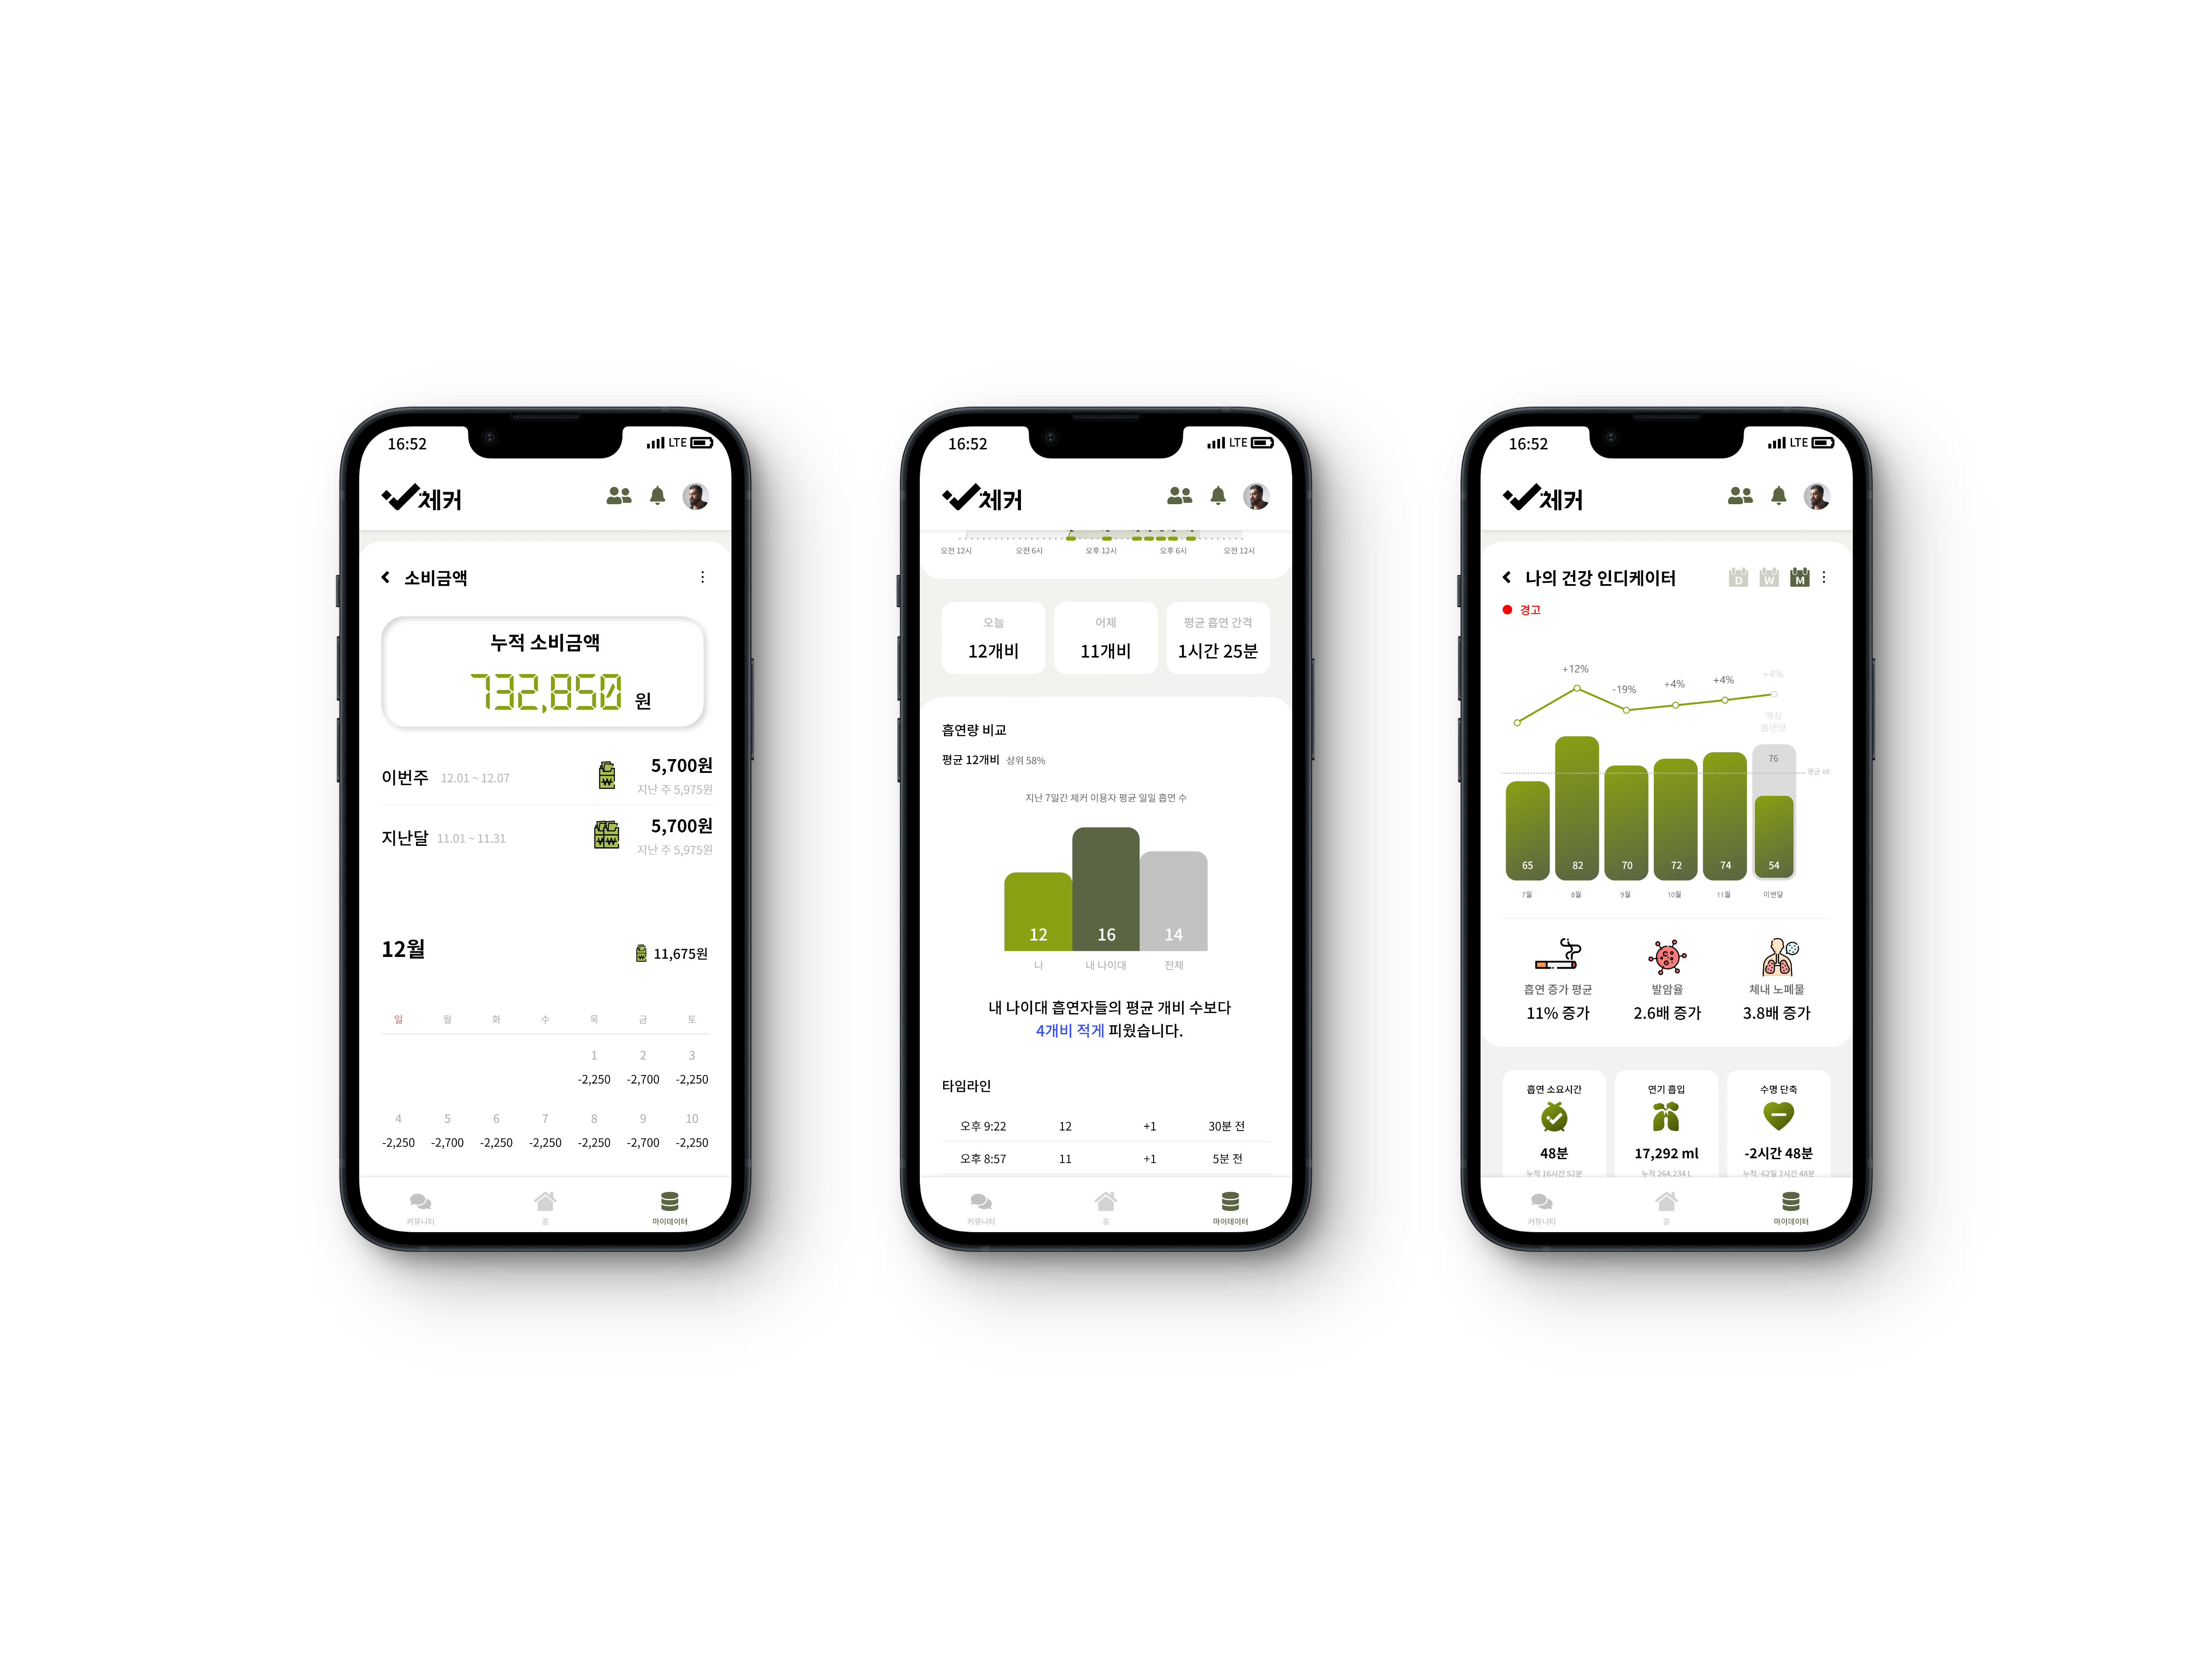 16:52
LTE
체커
소비금액
누적 소비금액
732,850 원
이번주 12.01 ~ 12.07
5,700원
지난 주 5,975원
지난달 11.01 ~ 11.31
5,700원
지난 주 5,975원
12월
11,675원
일 월 화 수 목 금 토
1 2 3
-2,250 -2,700 -2,250
4 5 6 7 8 9 10
-2,250 -2,700 -2,250 -2,250 -2,250 -2,700 -2,250
커뮤니티 홈 마이데이터
16:52
LTE
체커
오전 12시 오전 6시 오후 12시 오후 6시 오전 12시
오늘 어제 평균 흡연 간격
12개비 11개비 1시간 25분
흡연량 비교
평균 12개비 상위 58%
지난 7일간 체커 이용자 평균 일일 흡연 수
12 16 14
나 내 나이대 전체
내 나이대 흡연자들의 평균 개비 수보다
4개비 적게 피웠습니다.
타임라인
오후 9:22 12 +1 30분 전
오후 8:57 11 +1 5분 전
커뮤니티 홈 마이데이터
16:52
LTE
체커
나의 건강 인디케이터
D W M
경고
+12% -19% +4% +4% +4%
예상
흡연량
76
평균 68
65 82 70 72 74 54
7월 8월 9월 10월 11월 이번달
흡연 증가 평균 발암율 체내 노폐물
11% 증가 2.6배 증가 3.8배 증가
흡연 소요시간 연기 흡입 수명 단축
48분 17,292 ml -2시간 48분
누적 16시간 52분 누적 264.234 L 누적 -62일 2시간 48분
커뮤니티 홈 마이데이터